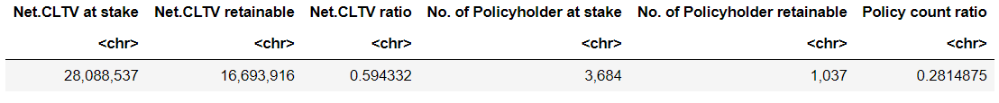 Net.CLTV at stake Net.CLTV retainable Net.CLTV ratio No. of Policyholder at stake No. of Policyholder retainable Policy count ratio
<chr> <chr> <chr> <chr> <chr> <chr>
28,088,537 16,693,916 0.594332 3,684 1,037 0.2814875